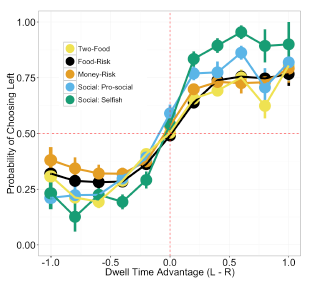 1.00
Two-Food
Food-Risk
Money-Risk
Social: Pro-social
Social: Selfish
0.75
0.50
0.25
0.00
Probability of Choosing Left
-1.0 -0.5 0.0 0.5 1.0
Dwell Time Advantage (L - R)